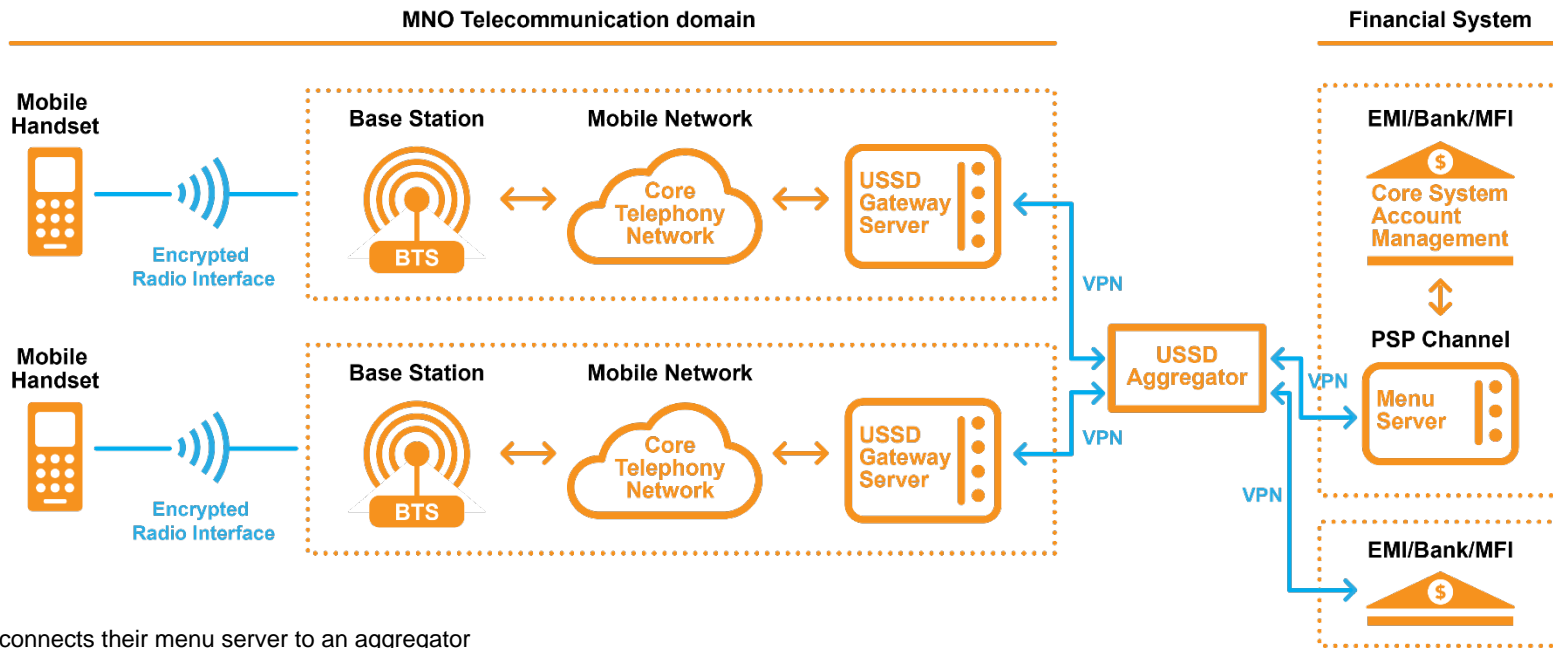 MNO Telecommunication domain
Financial System
Mobile
Handset
Encrypted
Radio Interface
Base Station
BTS
Mobile Network
Core
Telephony
Network
USSD
Gateway
Server
VPN
EMI/Bank/MFI
$
Core System
Account
Management
PSP Channel
Menu
Server
VPN
USSD
Aggregator
Mobile
Handset
Encrypted
Radio Interface
Base Station
BTS
Mobile Network
Core
Telephony
Network
USSD
Gateway
Server
VPN
VPN
EMI/Bank/MFI
$
connects their menu server to an aggregator